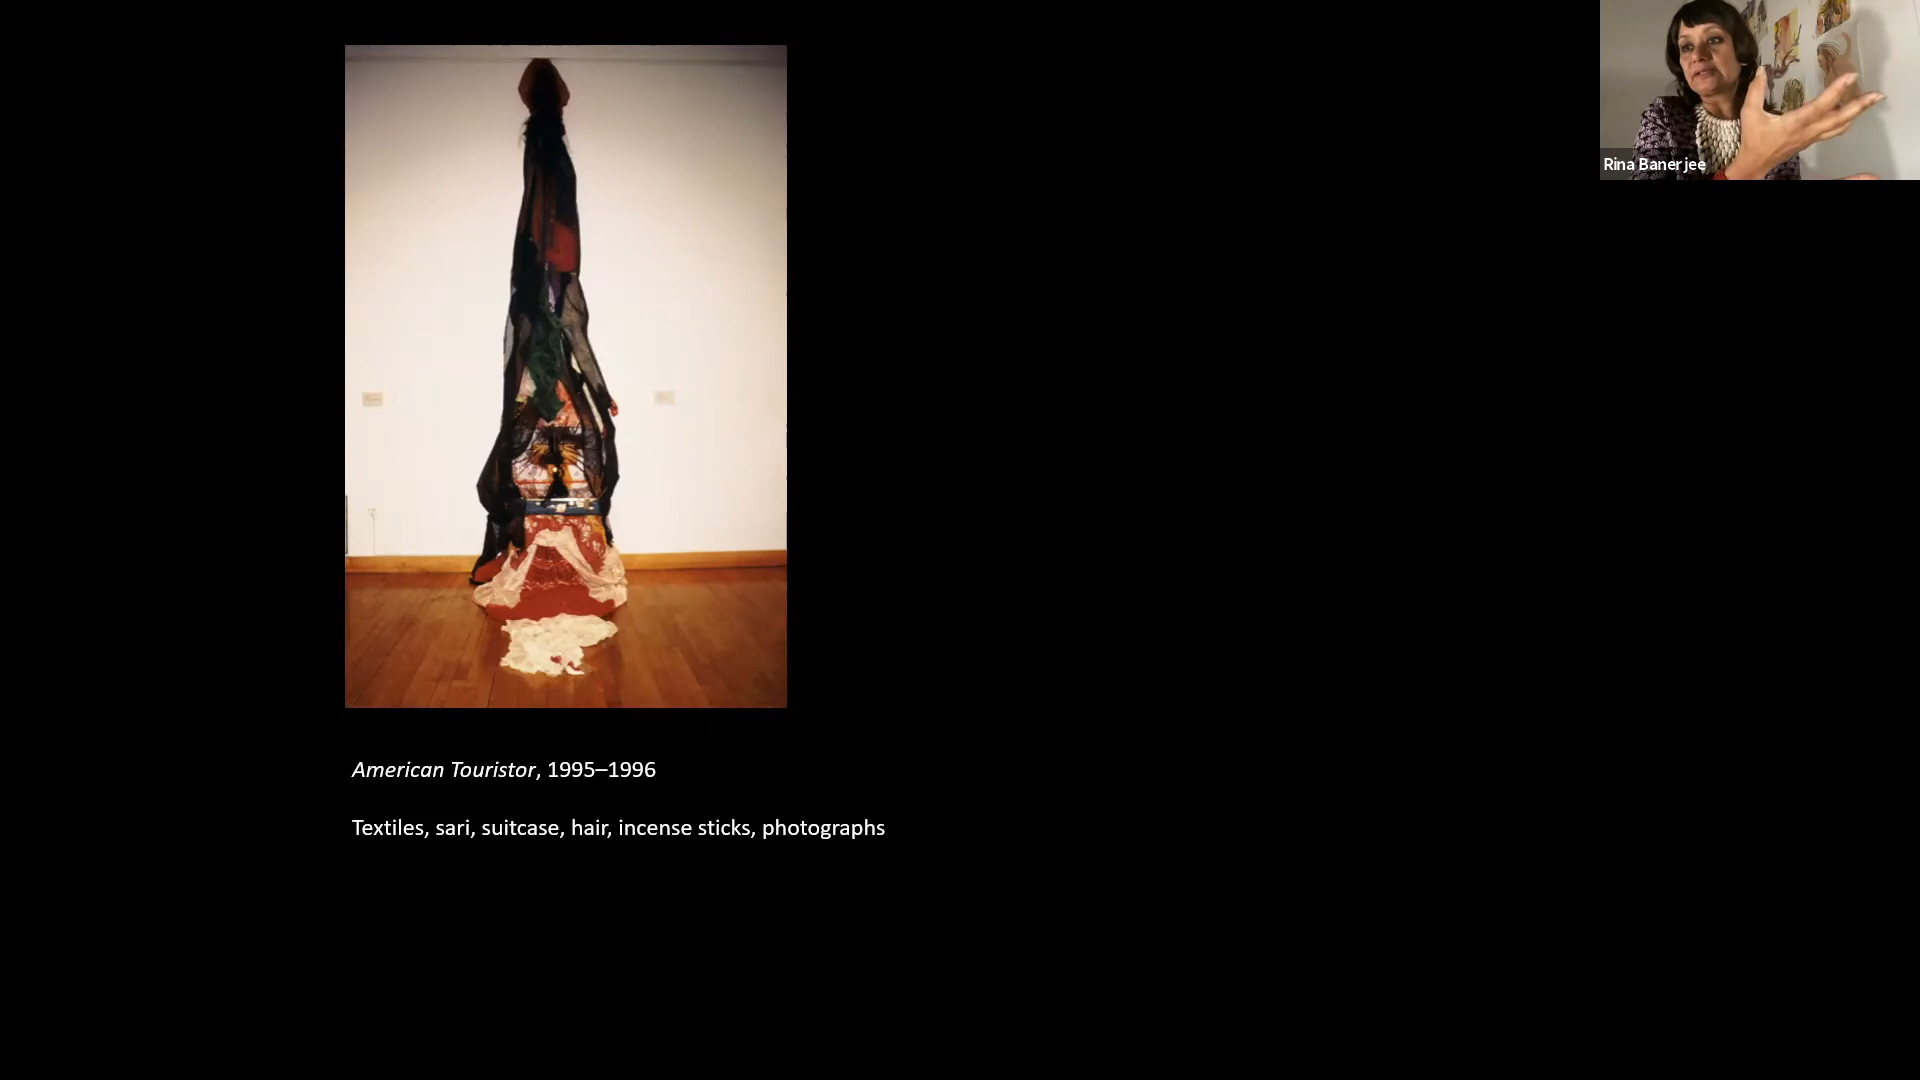 Rina Banerjee
American Touristor, 1995–1996
Textiles, sari, suitcase, hair, incense sticks, photographs